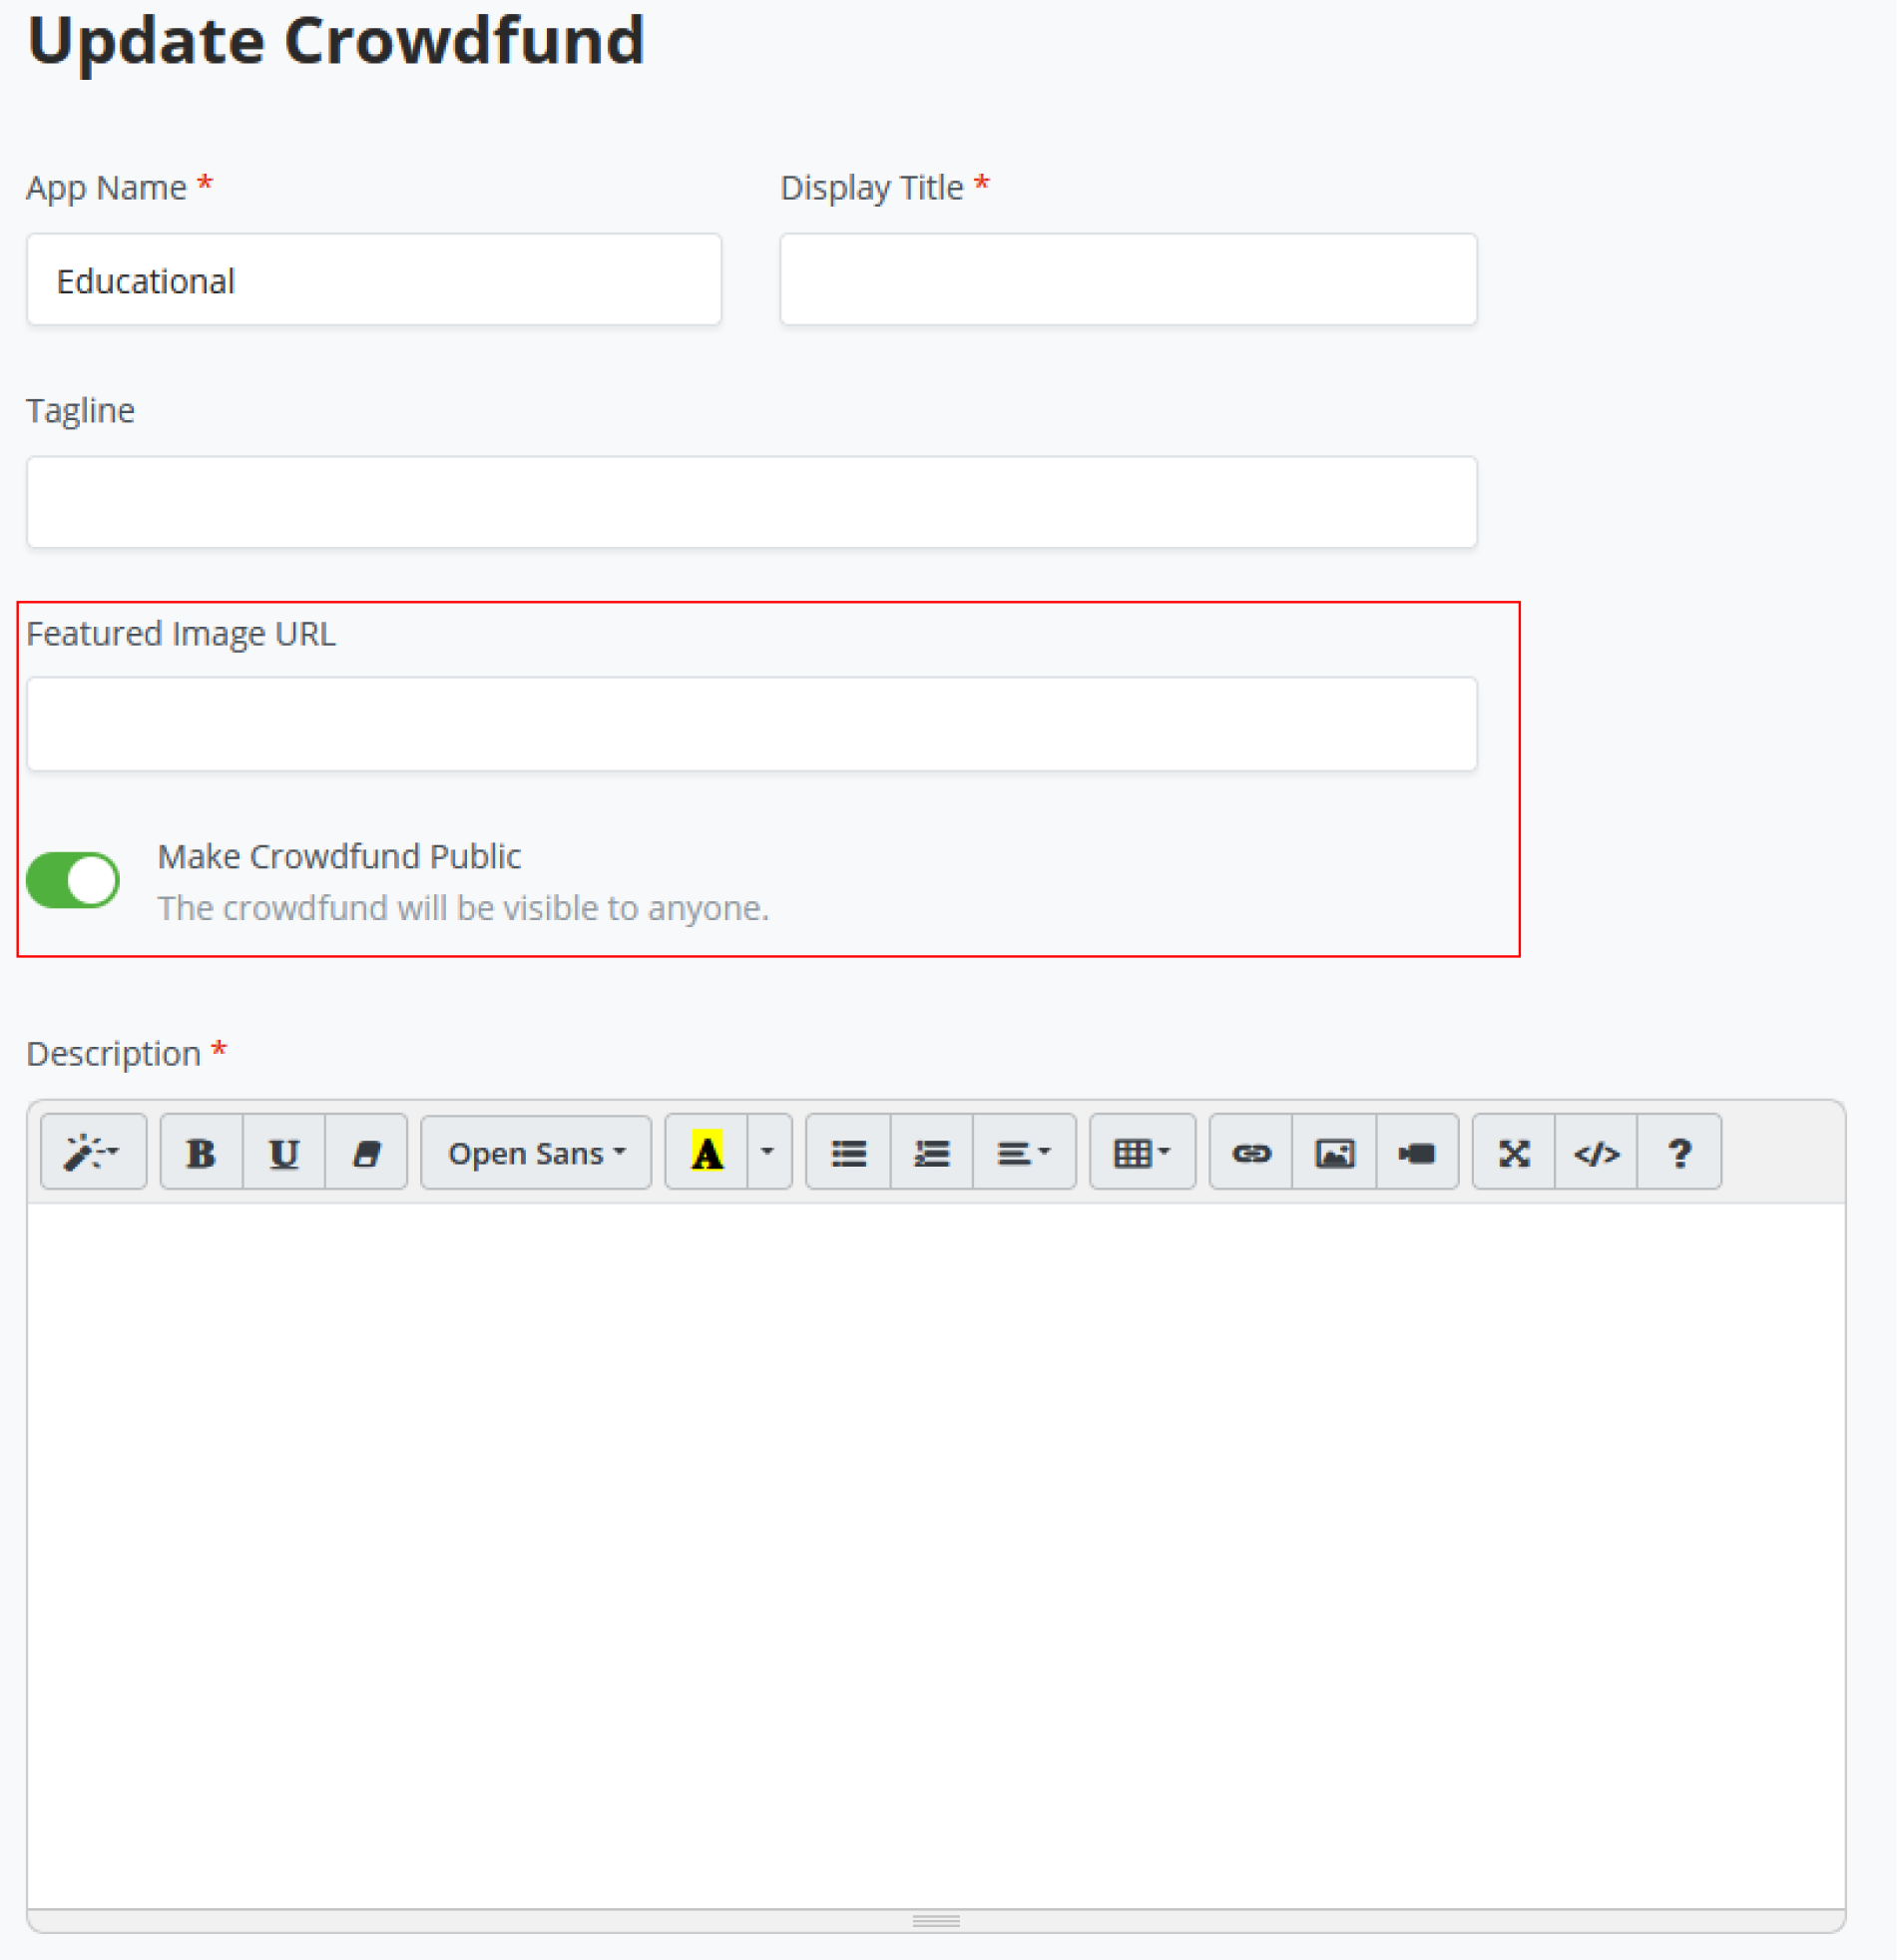 Update Crowdfund
App Name * Display Title *
Educational
Tagline
Featured Image URL
Make Crowdfund Public
The crowdfund will be visible to anyone.
Description *
B U Open Sans A </> ?